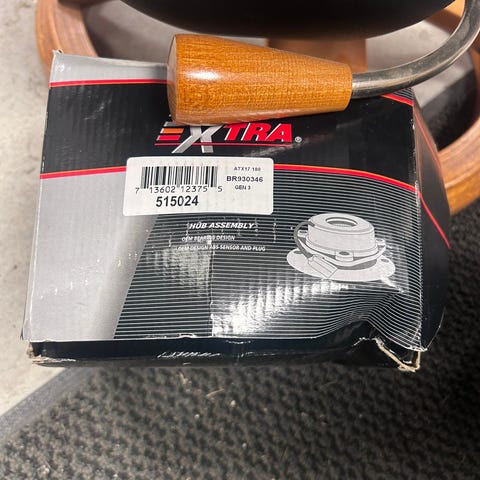 EXTRA®
ATX17 180
BR930346
GEN 3
7 13602 12375 5
515024
HUB ASSEMBLY
OEM BEARING DESIGN
OEM DESIGN ABS SENSOR AND PLUG